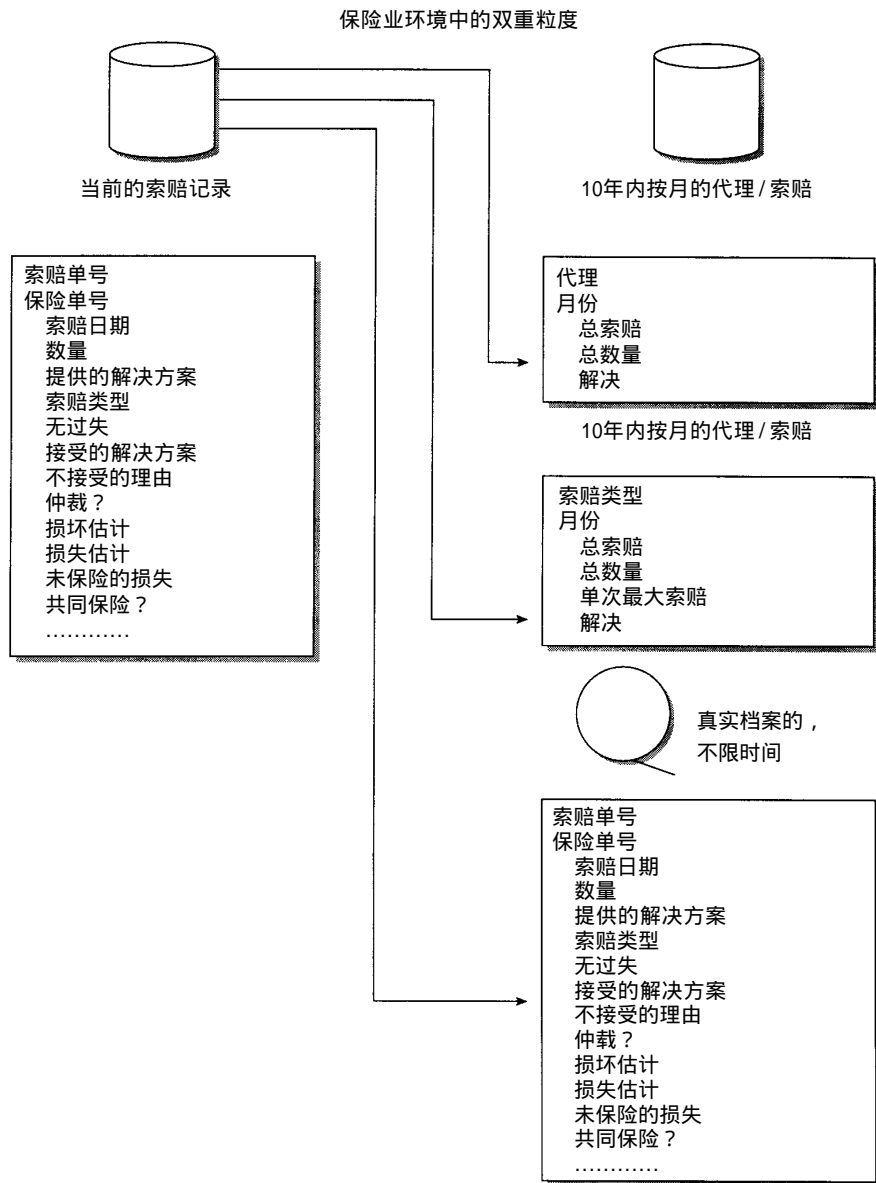 保险业环境中的双重粒度
当前的索赔记录
索赔单号
保险单号
索赔日期
数量
提供的解决方案
索赔类型
无过失
接受的解决方案
不接受的理由
仲裁？
损坏估计
损失估计
未保险的损失
共同保险？
…………
10年内按月的代理 / 索赔
代理
月份
总索赔
总数量
解决
10年内按月的代理 / 索赔
索赔类型
月份
总索赔
总数量
单次最大索赔
解决
真实档案的，
不限时间
索赔单号
保险单号
索赔日期
数量
提供的解决方案
索赔类型
无过失
接受的解决方案
不接受的理由
仲载？
损坏估计
损失估计
未保险的损失
共同保险？
…………